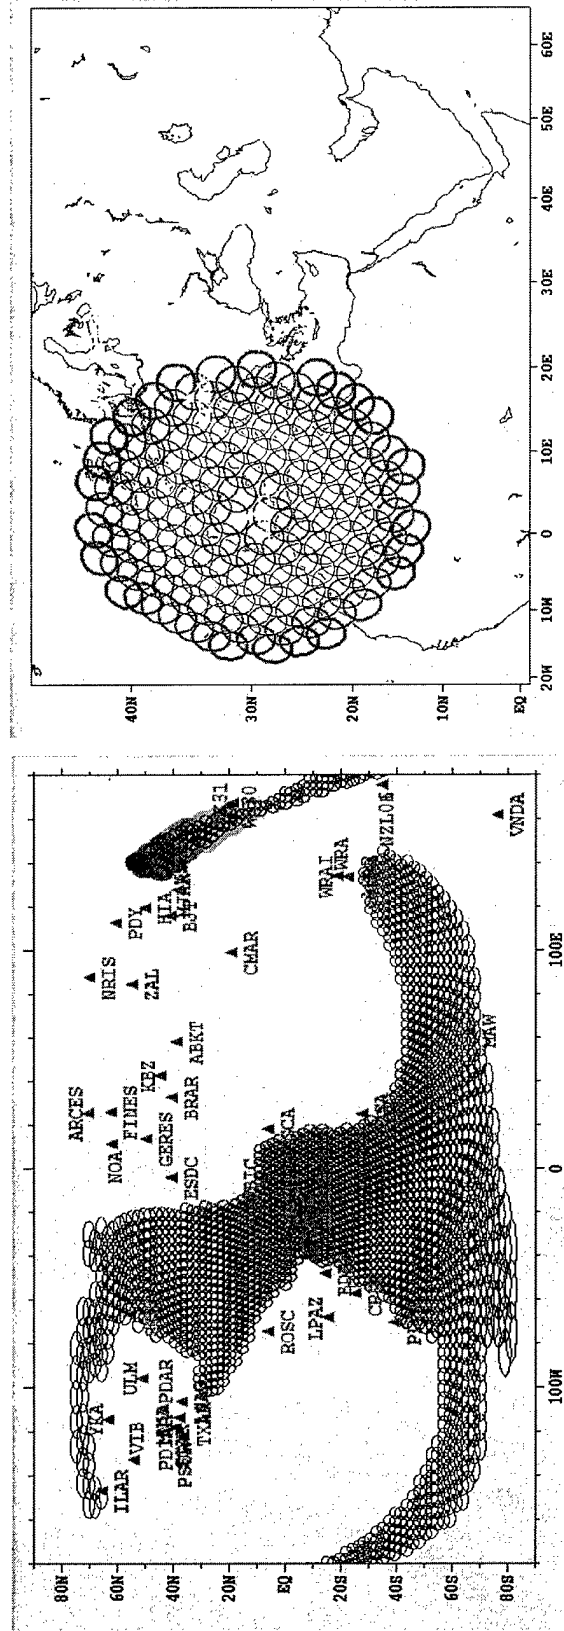 60E
50E
40E
30E
20E
10E
0
10W
20W
40N
30N
20N
10N
EQ
NZLOR
WRAI
WRA
VNDA
PDY
HIA
CMAR
NRIS
ZAL
100E
ABKT
MAW
KBZ
BRAR
ARCES
FINES
NOA
GERES
ESDC
0
ROSC
LPAZ
ULM
PDAR
YKA
VIB
ILAR
100W
80N
60N
40N
20N
EQ
20S
40S
60S
80S